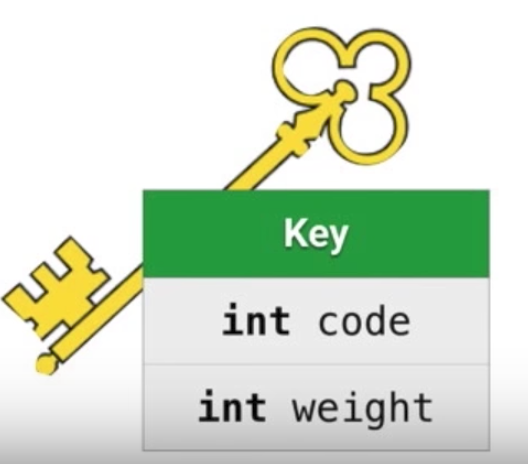 Key
int code
int weight